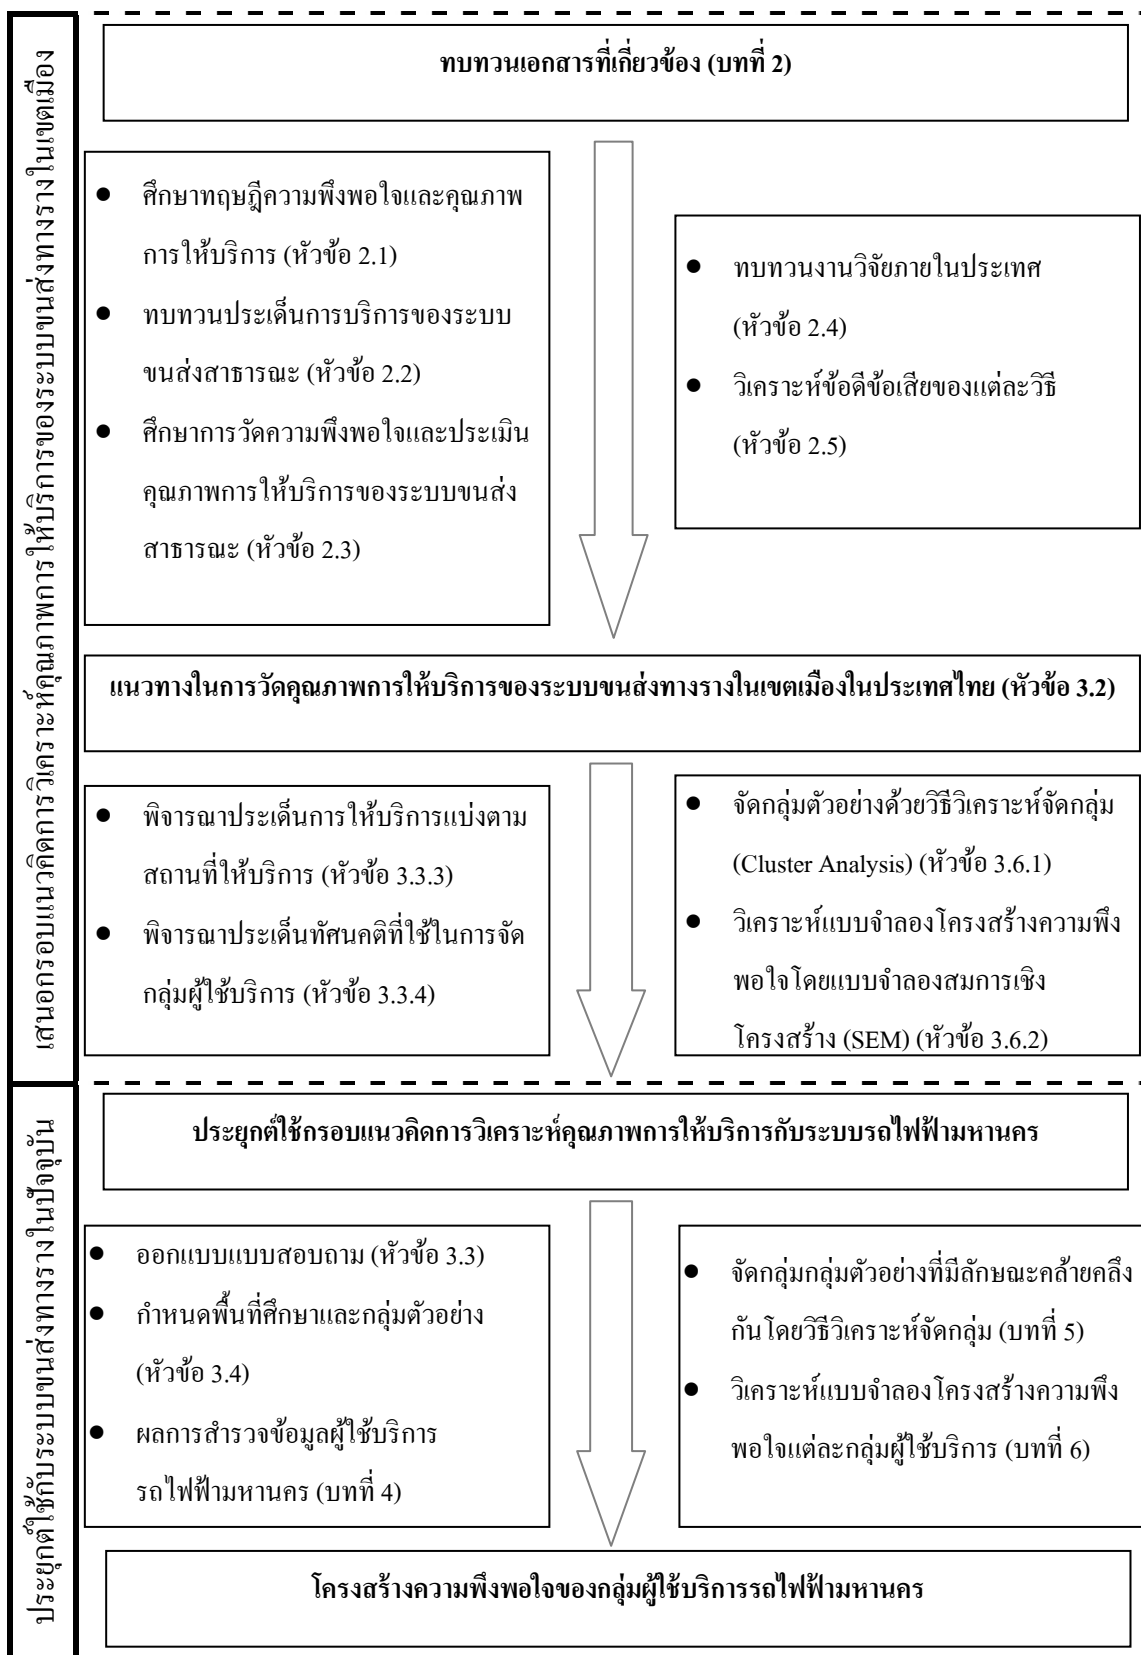 เสนอกรอบแนวคิดการวิเคราะห์คุณภาพการให้บริการของระบบขนส่งทางรางในเขตเมือง
ทบทวนเอกสารที่เกี่ยวข้อง (บทที่ 2)
● ศึกษาทฤษฎีความพึงพอใจและคุณภาพ
การให้บริการ (หัวข้อ 2.1)
● ทบทวนประเด็นการบริการของระบบ
ขนส่งสาธารณะ (หัวข้อ 2.2)
● ศึกษาการวัดความพึงพอใจและประเมิน
คุณภาพการให้บริการของระบบขนส่ง
สาธารณะ (หัวข้อ 2.3)
● ทบทวนงานวิจัยภายในประเทศ
(หัวข้อ 2.4)
● วิเคราะห์ข้อดีข้อเสียของแต่ละวิธี
(หัวข้อ 2.5)
แนวทางในการวัดคุณภาพการให้บริการของระบบขนส่งทางรางในเขตเมืองในประเทศไทย (หัวข้อ 3.2)
● พิจารณาประเด็นการให้บริการแบ่งตาม
สถานที่ให้บริการ (หัวข้อ 3.3.3)
● พิจารณาประเด็นทัศนคติที่ใช้ในการจัด
กลุ่มผู้ใช้บริการ (หัวข้อ 3.3.4)
● จัดกลุ่มตัวอย่างด้วยวิธีวิเคราะห์จัดกลุ่ม
(Cluster Analysis) (หัวข้อ 3.6.1)
● วิเคราะห์แบบจำลองโครงสร้างความพึง
พอใจโดยแบบจำลองสมการเชิง
โครงสร้าง (SEM) (หัวข้อ 3.6.2)
ประยุกต์ใช้กับระบบขนส่งทางรางในปัจจุบัน
ประยุกต์ใช้กรอบแนวคิดการวิเคราะห์คุณภาพการให้บริการกับระบบรถไฟฟ้ามหานคร
● ออกแบบแบบสอบถาม (หัวข้อ 3.3)
● กำหนดพื้นที่ศึกษาและกลุ่มตัวอย่าง
(หัวข้อ 3.4)
● ผลการสำรวจข้อมูลผู้ใช้บริการ
รถไฟฟ้ามหานคร (บทที่ 4)
● จัดกลุ่มกลุ่มตัวอย่างที่มีลักษณะคล้ายคลึง
กันโดยวิธีวิเคราะห์จัดกลุ่ม (บทที่ 5)
● วิเคราะห์แบบจำลองโครงสร้างความพึง
พอใจแต่ละกลุ่มผู้ใช้บริการ (บทที่ 6)
โครงสร้างความพึงพอใจของกลุ่มผู้ใช้บริการรถไฟฟ้ามหานคร